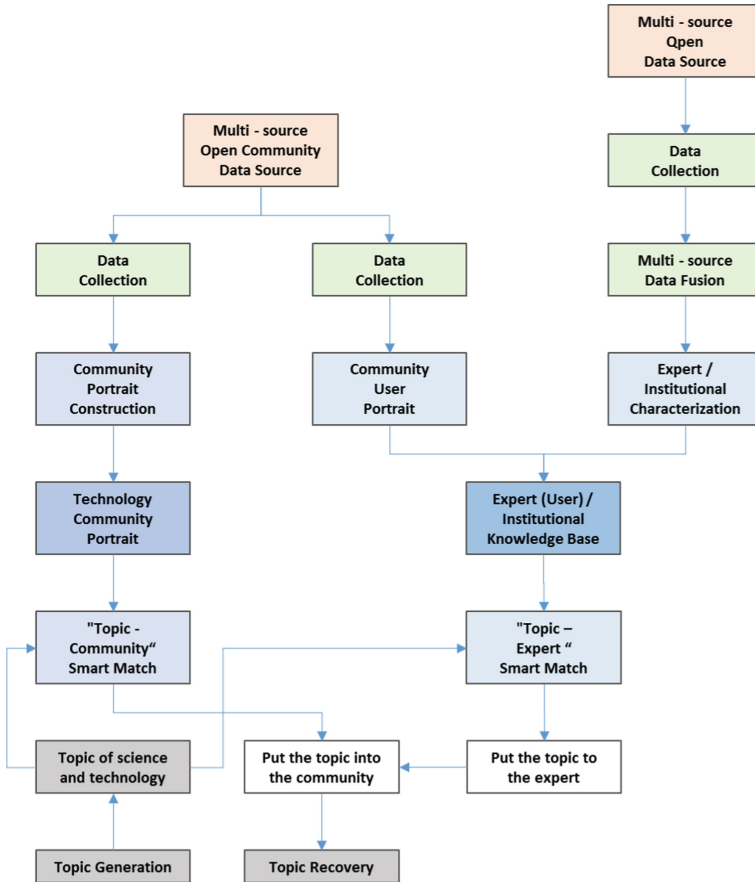 Multi - source
Qpen
Data Source
Multi - source
Open Community
Data Source
Data
Collection
Data
Collection
Data
Collection
Multi - source
Data Fusion
Community
Portrait
Construction
Community
User
Portrait
Expert /
Institutional
Characterization
Technology
Community
Portrait
Expert (User) /
Institutional
Knowledge Base
"Topic -
Community“
Smart Match
"Topic –
Expert “
Smart Match
Topic of science
and technology
Put the topic into
the community
Put the topic to
the expert
Topic Generation
Topic Recovery